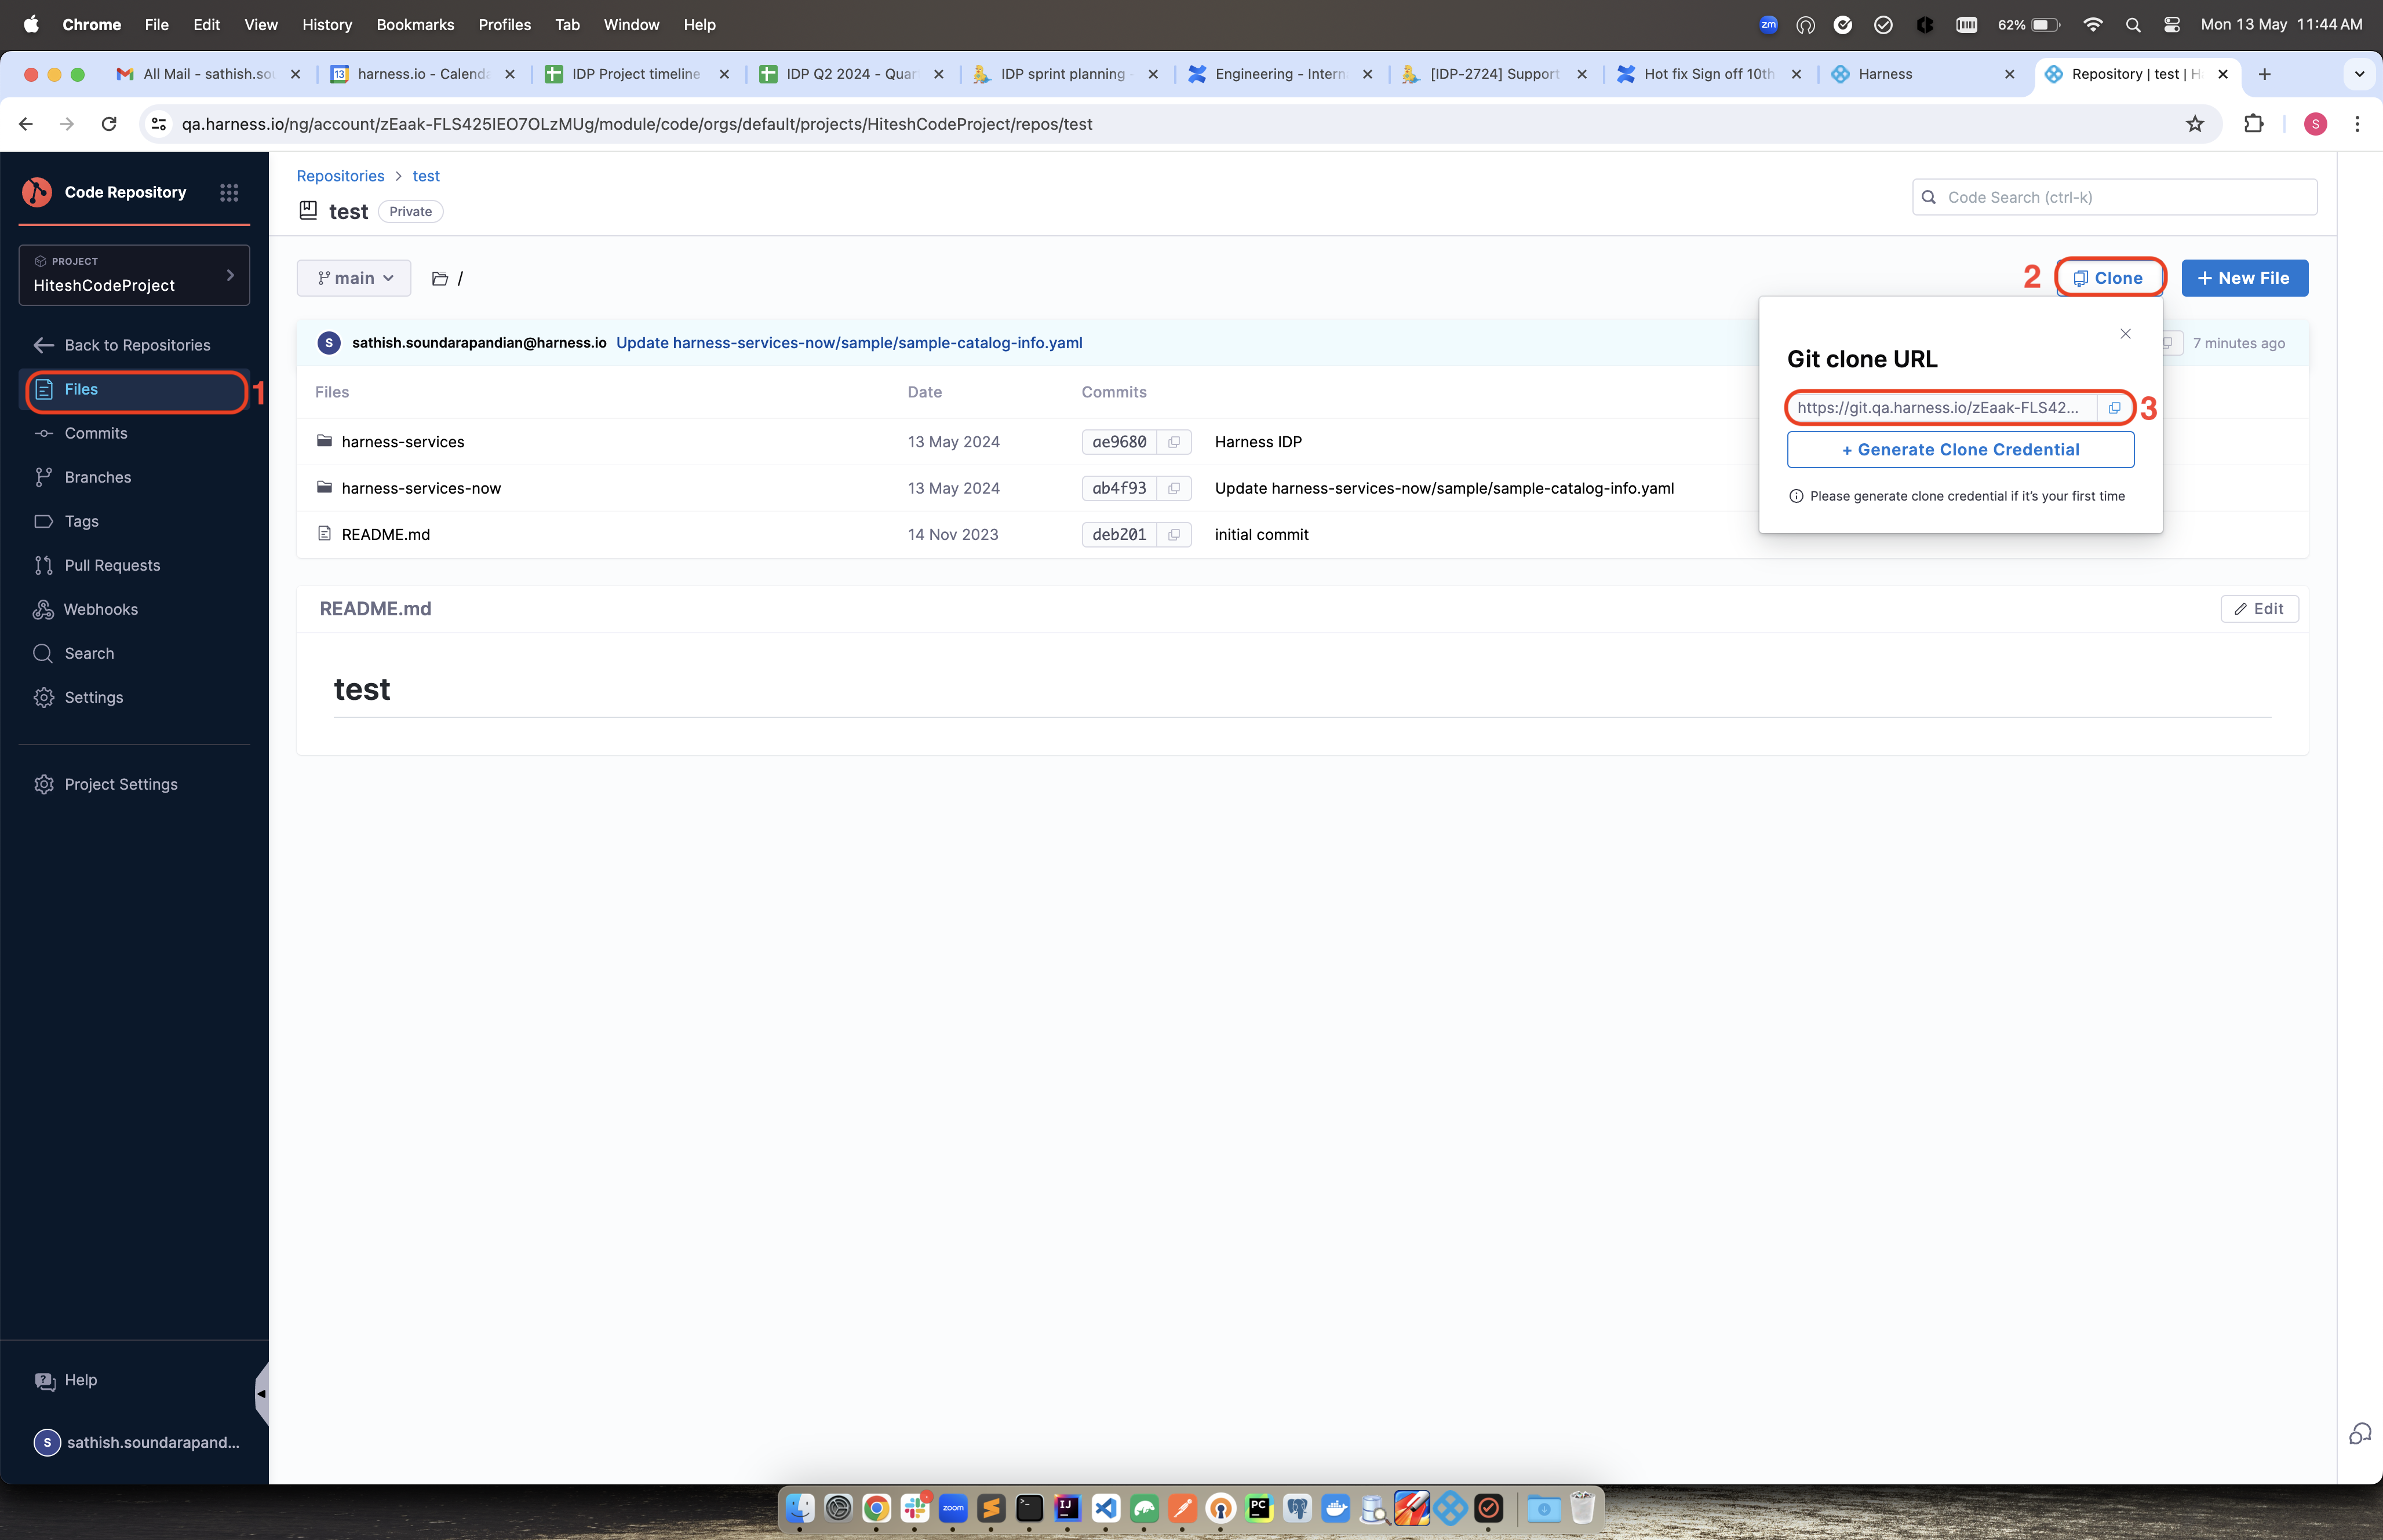 Chrome File Edit View History Bookmarks Profiles Tab Window Help
zm 62% Mon 13 May 11:44 AM
All Mail - sathish.sou
13 harness.io - Calenda
IDP Project timeline
IDP Q2 2024 - Quar
IDP sprint planning -
Engineering - Intern
[IDP-2724] Support
Hot fix Sign off 10th
Harness
Repository | test | Ha
qa.harness.io/ng/account/zEaak-FLS425IEO7OLzMUg/module/code/orgs/default/projects/HiteshCodeProject/repos/test
S
Code Repository
PROJECT
HiteshCodeProject
Back to Repositories
Files
1
Commits
Branches
Tags
Pull Requests
Webhooks
Search
Settings
Project Settings
Help
S sathish.soundarapand...
Repositories > test
test Private
Code Search (ctrl-k)
main /
2 Clone
+ New File
S sathish.soundarapandian@harness.io Update harness-services-now/sample/sample-catalog-info.yaml
7 minutes ago
Files Date Commits
harness-services 13 May 2024 ae9680 Harness IDP
harness-services-now 13 May 2024 ab4f93 Update harness-services-now/sample/sample-catalog-info.yaml
README.md 14 Nov 2023 deb201 initial commit
Git clone URL
https://git.qa.harness.io/zEaak-FLS42... 3
+ Generate Clone Credential
Please generate clone credential if it's your first time
README.md Edit
test
zoom
IJ
PC